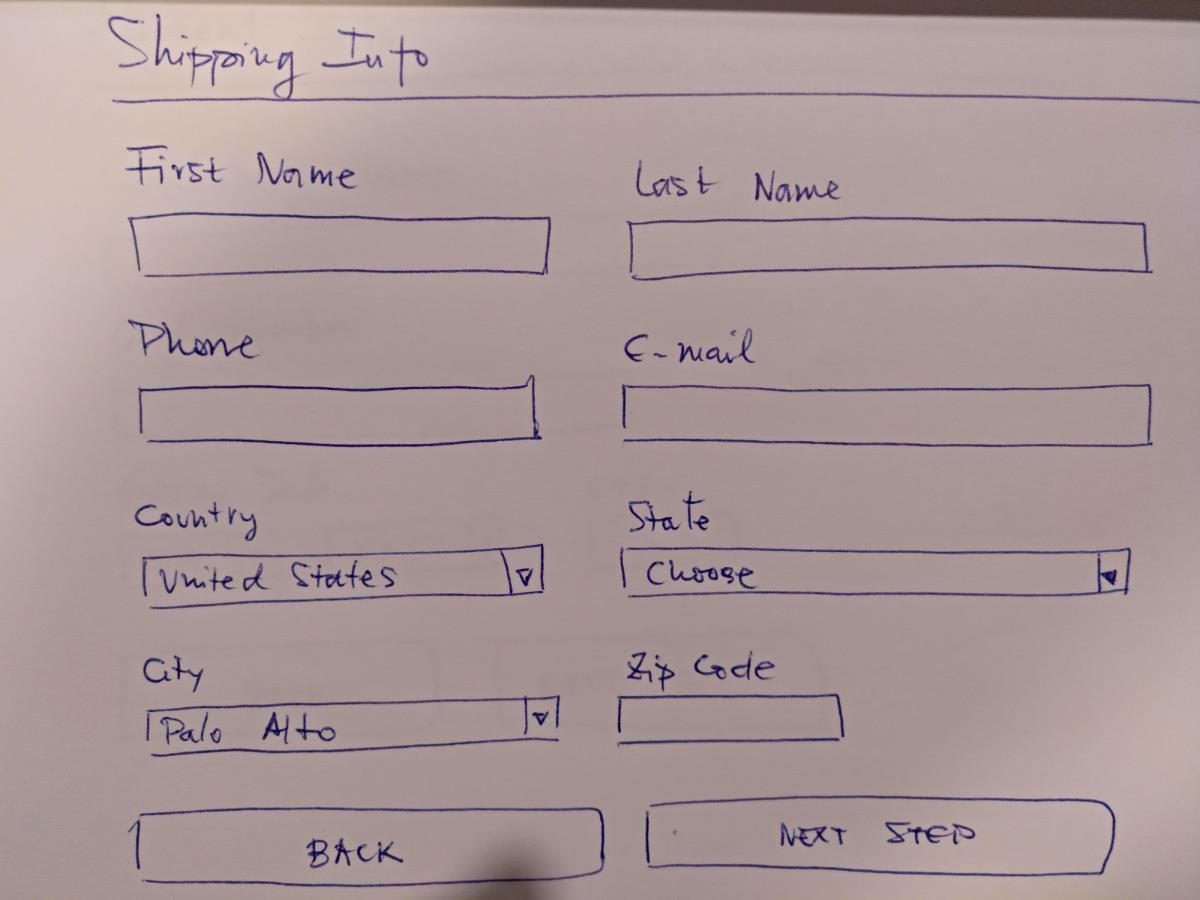 Shipping Info
First Name
Last Name
Phone
E-mail
Country
State
United States
Choose
City
Zip Code
Palo Alto
BACK
NEXT STEP